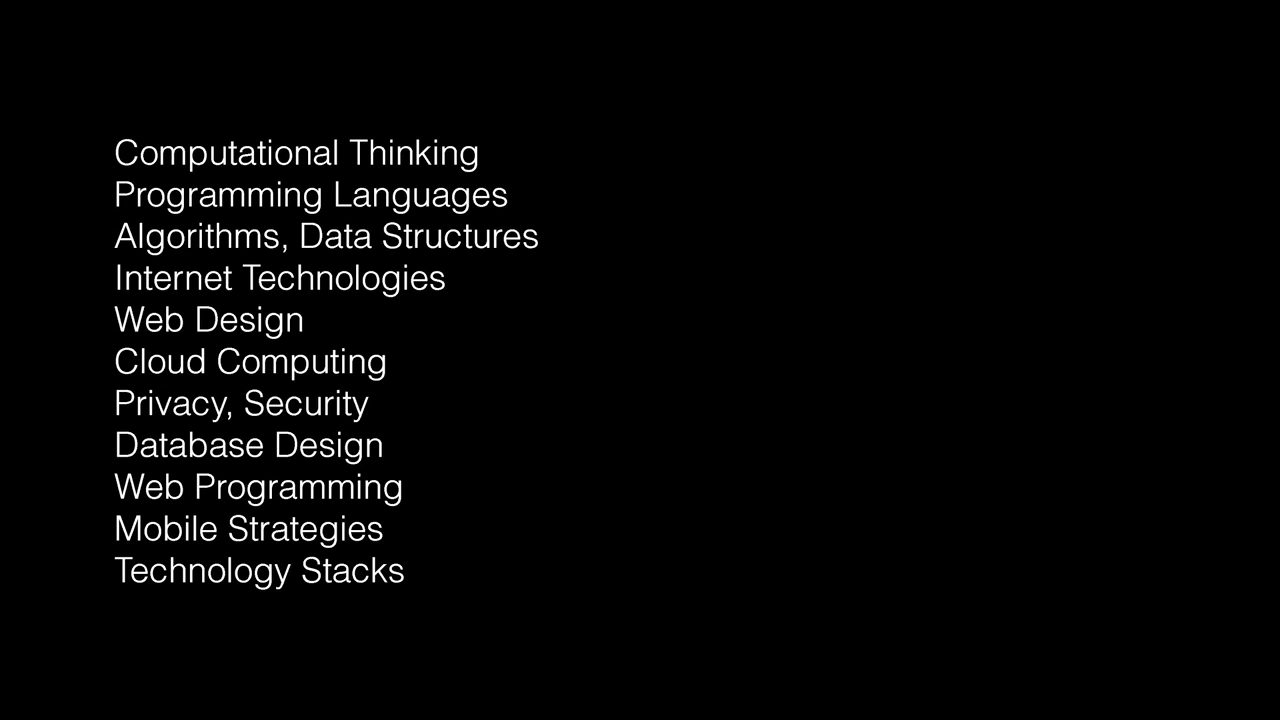 Computational Thinking
Programming Languages
Algorithms, Data Structures
Internet Technologies
Web Design
Cloud Computing
Privacy, Security
Database Design
Web Programming
Mobile Strategies
Technology Stacks